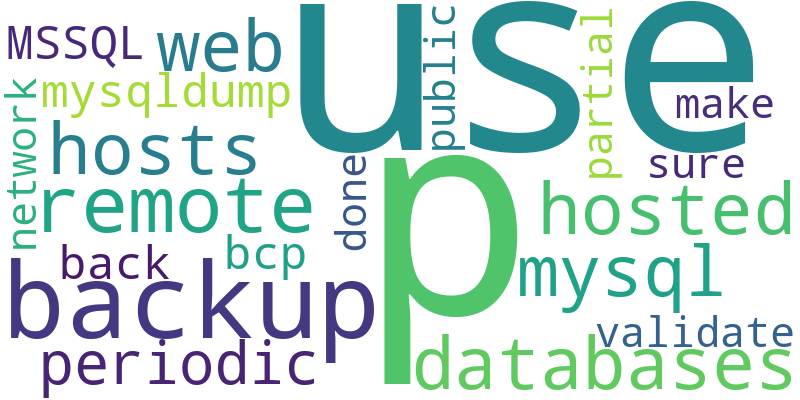 MSSQL
web
use
public
partial
mysqldump
make
network
hosts
sure
done
p
remote
hosted
bcp
back
mysql
backup
validate
periodic
databases